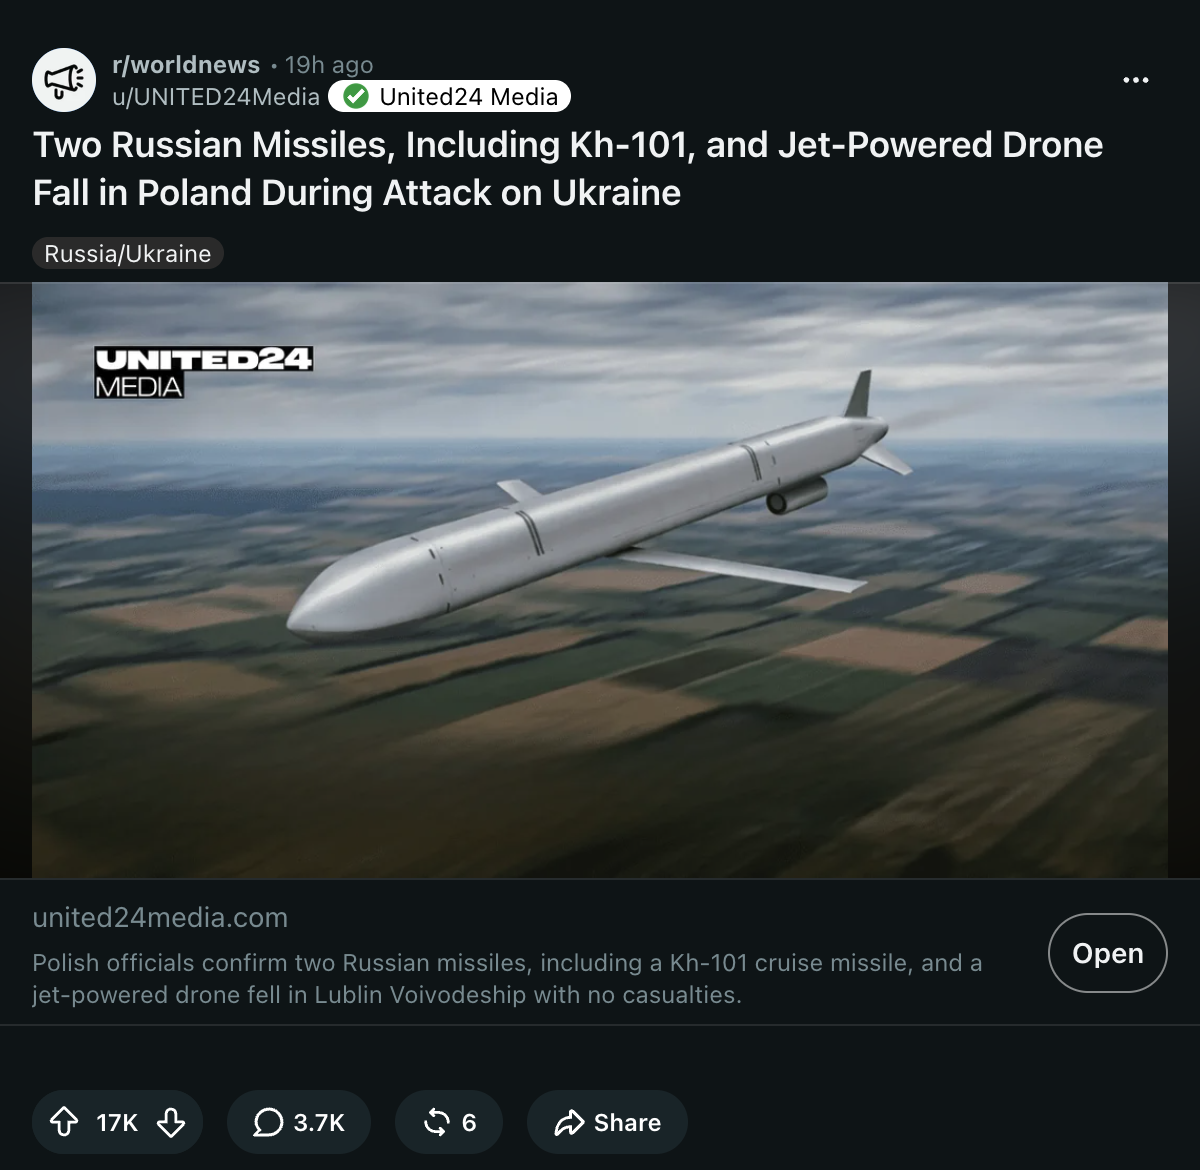 r/worldnews • 19h ago
u/UNITED24Media United24 Media
Two Russian Missiles, Including Kh-101, and Jet-Powered Drone
Fall in Poland During Attack on Ukraine
Russia/Ukraine
UNITED24
MEDIA
united24media.com
Polish officials confirm two Russian missiles, including a Kh-101 cruise missile, and a
jet-powered drone fell in Lublin Voivodeship with no casualties.
Open
17K 3.7K 6 Share